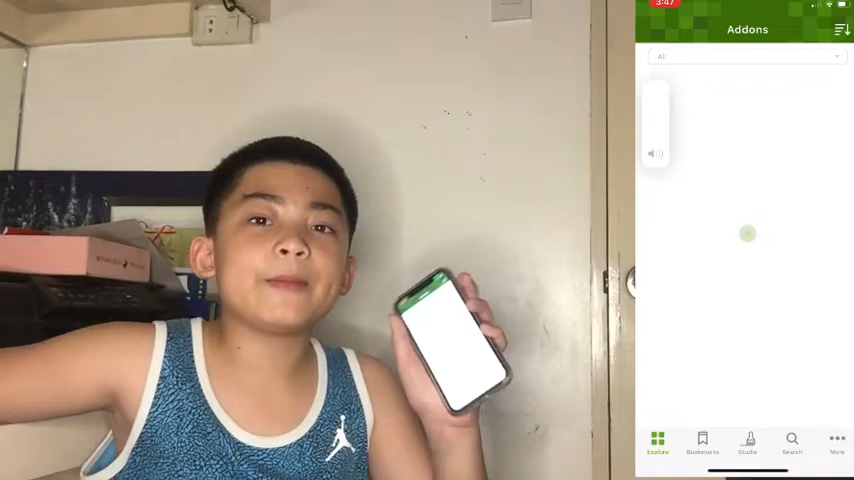 3:47
Addons
All
Explore
Bookmarks
Studio
Search
More